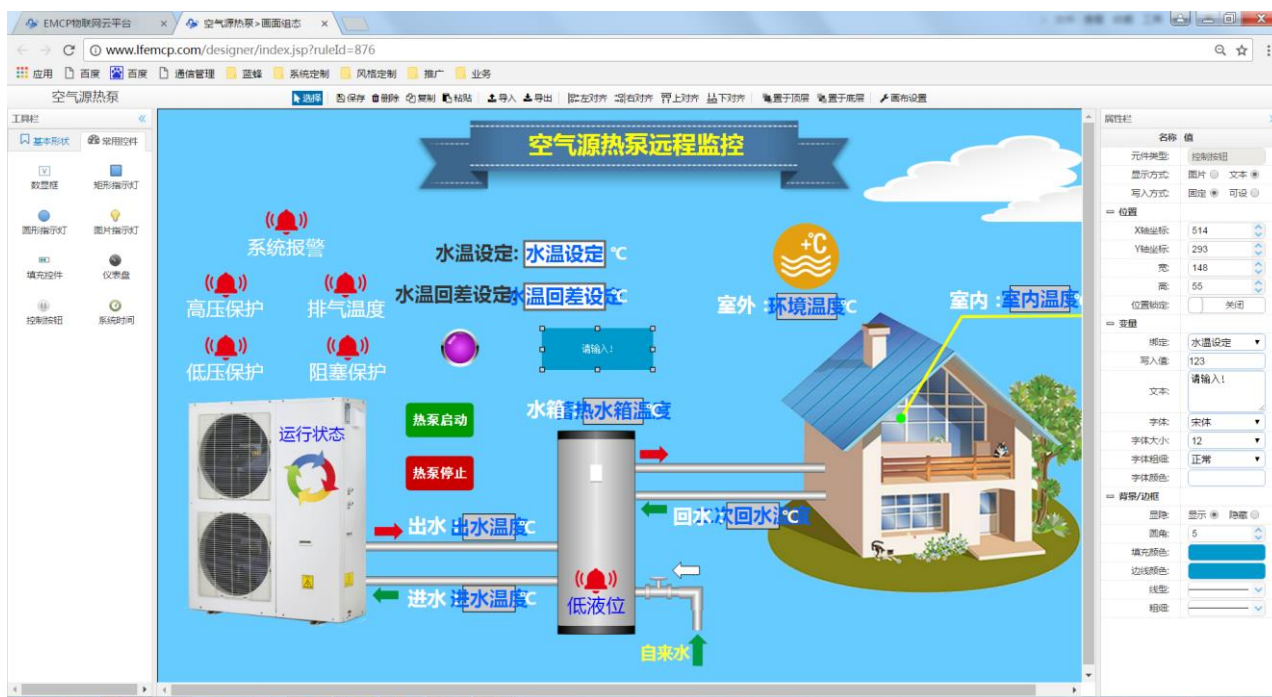 EMCP物联网云平台
空气源热泵>画面组态
www.lfemcp.com/designer/index.jsp?ruleId=876
应用 百度 百度 通信管理 蓝蜂 系统定制 风格定制 推广 业务
空气源热泵
选择 保存 删除 复制 粘贴 导入 导出 左对齐 右对齐 上对齐 下对齐 置于顶层 置于底层 画布设置
工具栏
基本形状 常用控件
数显框 矩形指示灯
圆形指示灯 图片指示灯
填充控件 仪表盘
控制按钮 系统时间
空气源热泵远程监控
系统报警
水温设定: 水温设定 ℃
高压保护 排气温度
水温回差设定 水温回差设定
低压保护 阻塞保护
请输入!
+℃
室外 : 环境温度
室内 : 室内温度
运行状态
热泵启动
热泵停止
水箱 热水箱温度
出水 出水温度 ℃
进水 进水温度
回水 次回水温度 ℃
低液位
自来水
属性栏
名称 值
元件类型: 控制按钮
显示方式: 图片 文本
写入方式: 固定 可设
位置
X轴坐标: 514
Y轴坐标: 293
宽: 148
高: 55
位置锁定: 关闭
变量
绑定: 水温设定
写入值: 123
文本: 请输入!
字体: 宋体
字体大小: 12
字体粗细: 正常
字体颜色:
背景/边框
显隐: 显示 隐藏
圆角: 5
填充颜色:
边线颜色:
线型:
粗细: